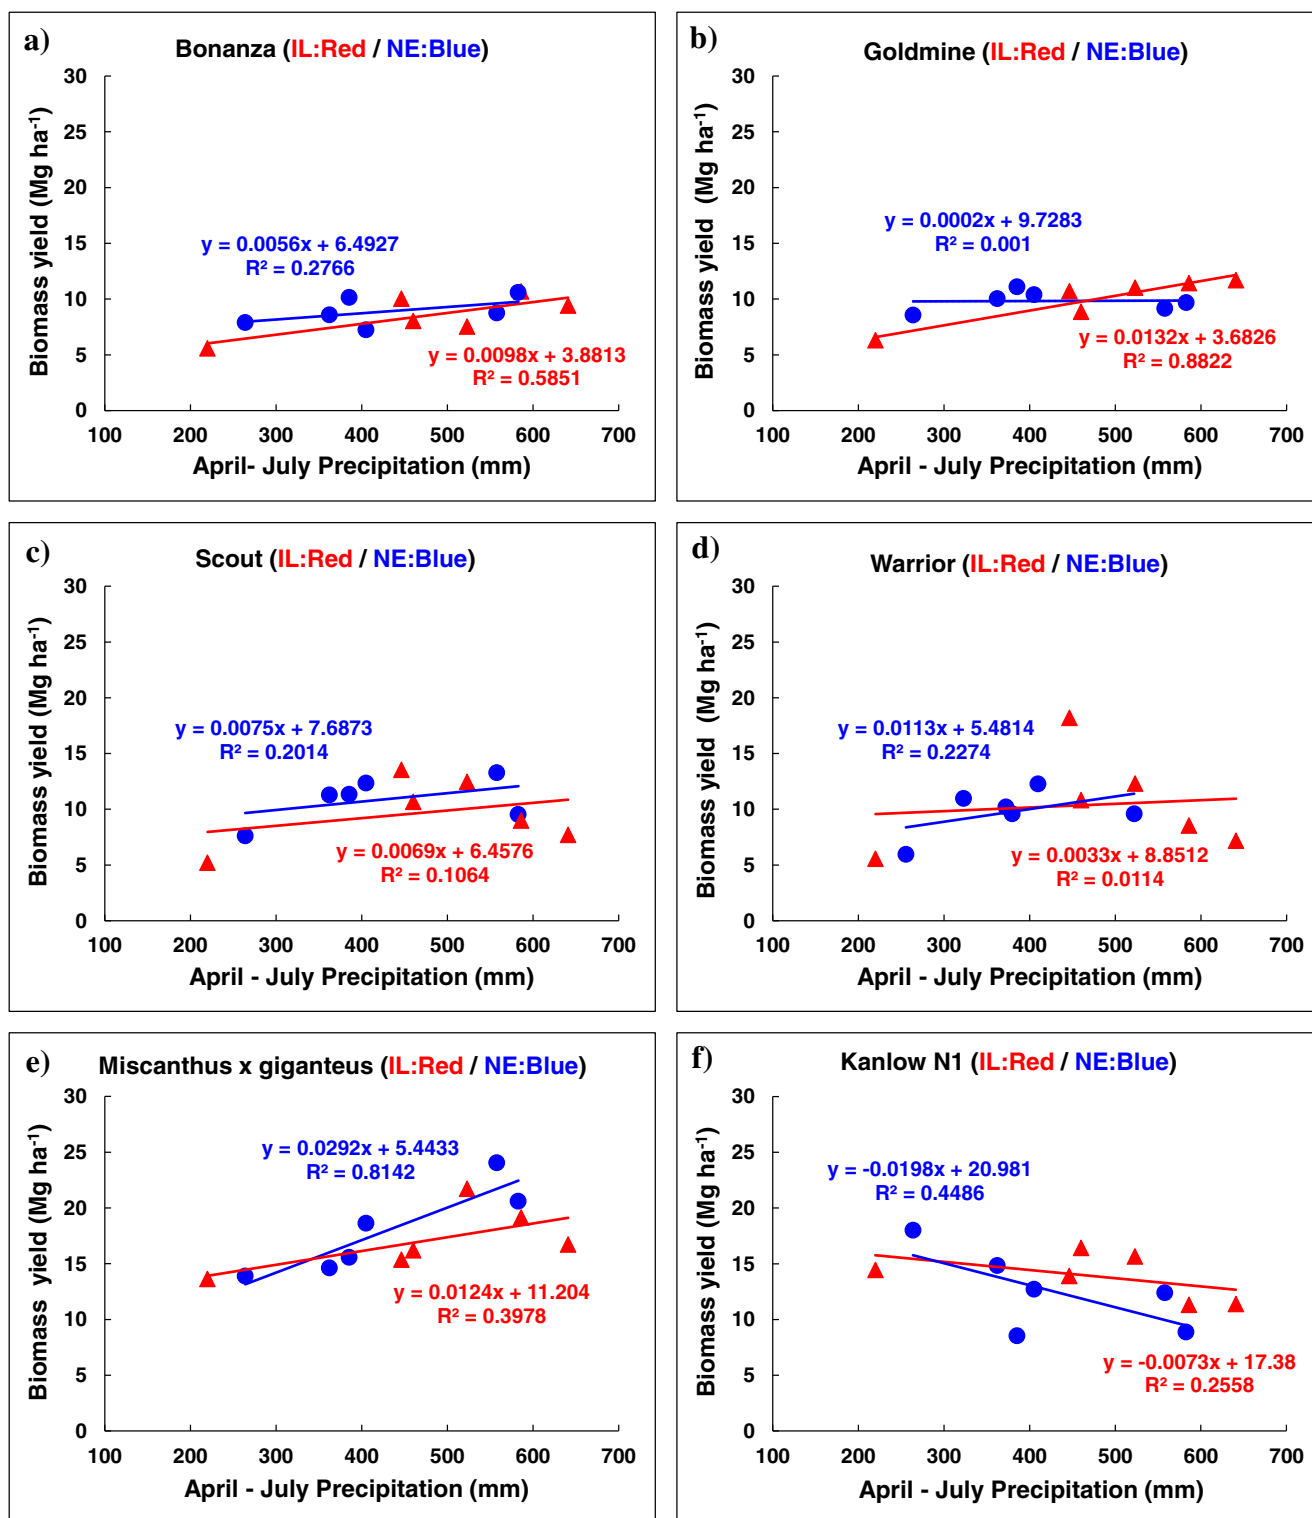 a)
Bonanza (IL:Red / NE:Blue)
Biomass yield (Mg ha-1)
30
25
20
15
10
5
0
y = 0.0056x + 6.4927
R² = 0.2766
y = 0.0098x + 3.8813
R² = 0.5851
100 200 300 400 500 600 700
April- July Precipitation (mm)
b)
Goldmine (IL:Red / NE:Blue)
Biomass yield (Mg ha-1)
30
25
20
15
10
5
0
y = 0.0002x + 9.7283
R² = 0.001
y = 0.0132x + 3.6826
R² = 0.8822
100 200 300 400 500 600 700
April - July Precipitation (mm)
c)
Scout (IL:Red / NE:Blue)
Biomass yield (Mg ha-1)
30
25
20
15
10
5
0
y = 0.0075x + 7.6873
R² = 0.2014
y = 0.0069x + 6.4576
R² = 0.1064
100 200 300 400 500 600 700
April - July Precipitation (mm)
d)
Warrior (IL:Red / NE:Blue)
Biomass yield (Mg ha-1)
30
25
20
15
10
5
0
y = 0.0113x + 5.4814
R² = 0.2274
y = 0.0033x + 8.8512
R² = 0.0114
100 200 300 400 500 600 700
April - July Precipitation (mm)
e)
Miscanthus x giganteus (IL:Red / NE:Blue)
Biomass yield (Mg ha-1)
30
25
20
15
10
5
0
y = 0.0292x + 5.4433
R² = 0.8142
y = 0.0124x + 11.204
R² = 0.3978
100 200 300 400 500 600 700
April - July Precipitation (mm)
f)
Kanlow N1 (IL:Red / NE:Blue)
Biomass yield (Mg ha-1)
30
25
20
15
10
5
0
y = -0.0198x + 20.981
R² = 0.4486
y = -0.0073x + 17.38
R² = 0.2558
100 200 300 400 500 600 700
April - July Precipitation (mm)